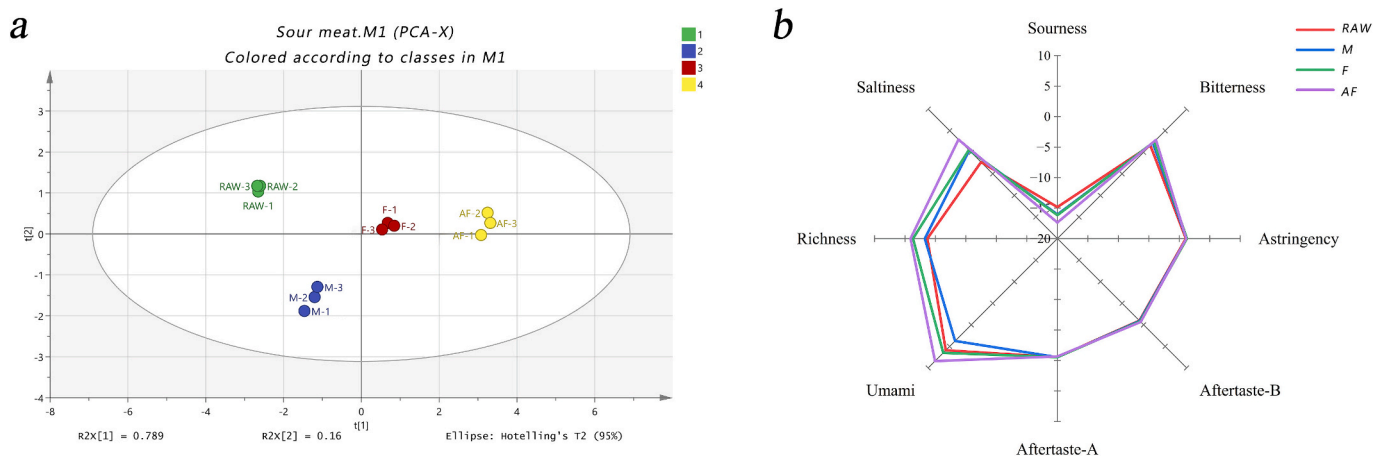 a
Sour meat.M1 (PCA-X)
Colored according to classes in M1
1
2
3
4
3
2
1
0
-1
-2
-3
-4
t[2]
RAW-3
RAW-2
RAW-1
F-1
F-2
F-3
AF-2
AF-3
AF-1
M-3
M-2
M-1
-8
-6
-4
-2
0
2
4
6
t[1]
R2X[1] = 0.789
R2X[2] = 0.16
Ellipse: Hotelling's T2 (95%)
b
RAW
M
F
AF
Sourness
Bitterness
Astringency
Aftertaste-B
Aftertaste-A
Umami
Richness
Saltiness
10
5
0
-5
-10
-20